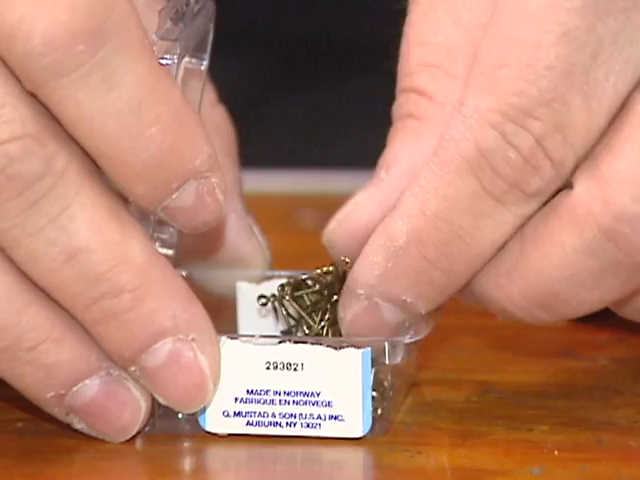 293021
MADE IN NORWAY
FABRIQUE EN NORVEGE
O. MUSTAD & SON (U.S.A.) INC.
AUBURN, NY 13021